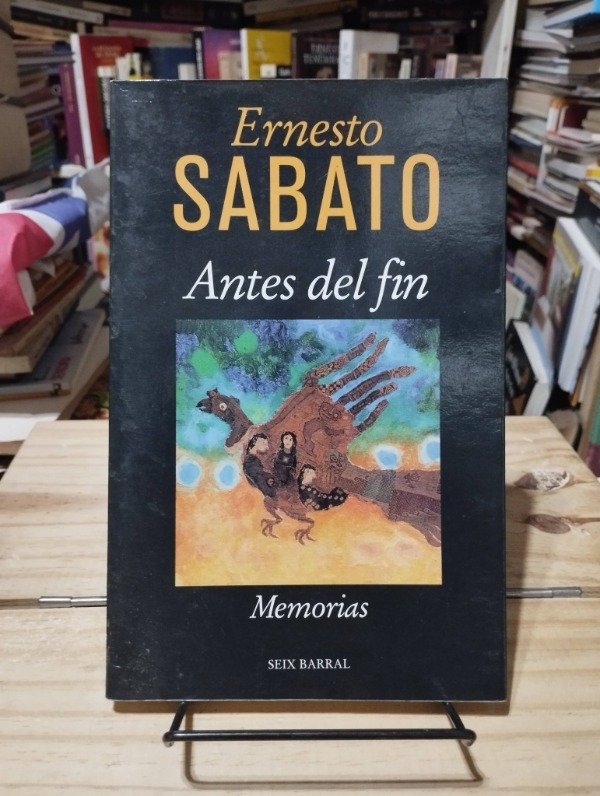 Ernesto
SABATO
Antes del fin
Memorias
SEIX BARRAL